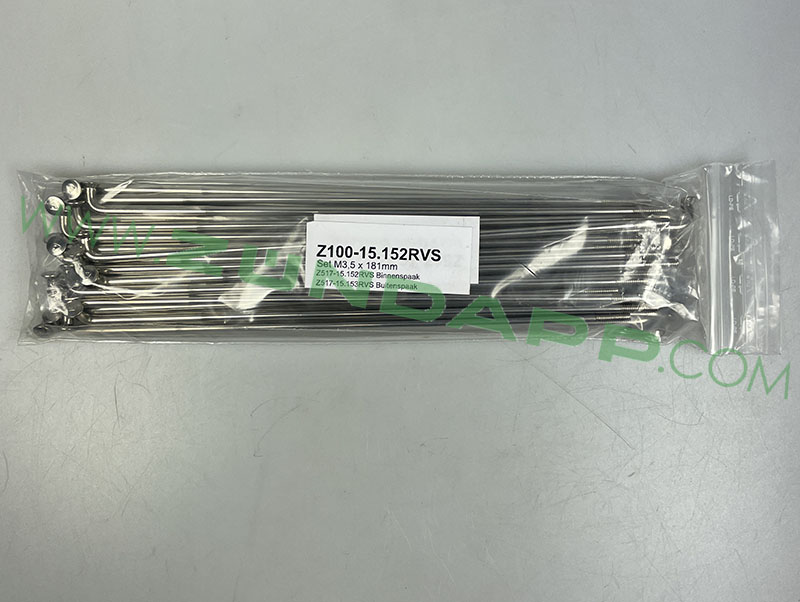 Z100-15.152RVS
Set M3,5 x 181mm
Z517-15.152RVS Binnenspaak
Z517-15.153RVS Buitenspaak
WWW.ZUNDAPP.COM